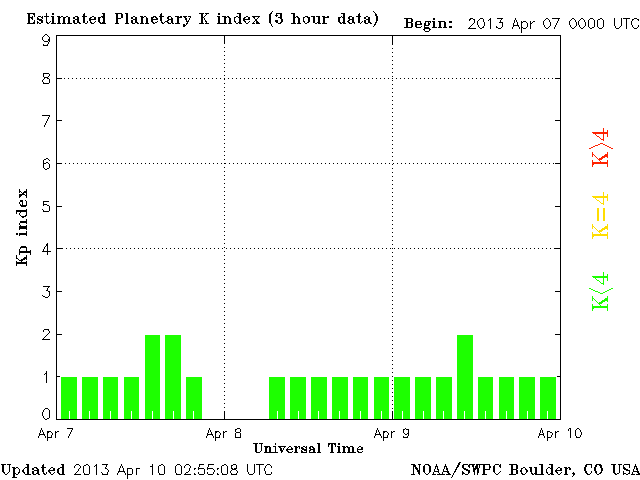 Estimated Planetary K index (3 hour data) Begin: 2013 Apr 07 0000 UTC
9
8
7
6
5
4
3
2
1
0
Kp index
K>4
K=4
K<4
Apr 7 Apr 8 Apr 9 Apr 10
Universal Time
Updated 2013 Apr 10 02:55:08 UTC NOAA/SWPC Boulder, CO USA